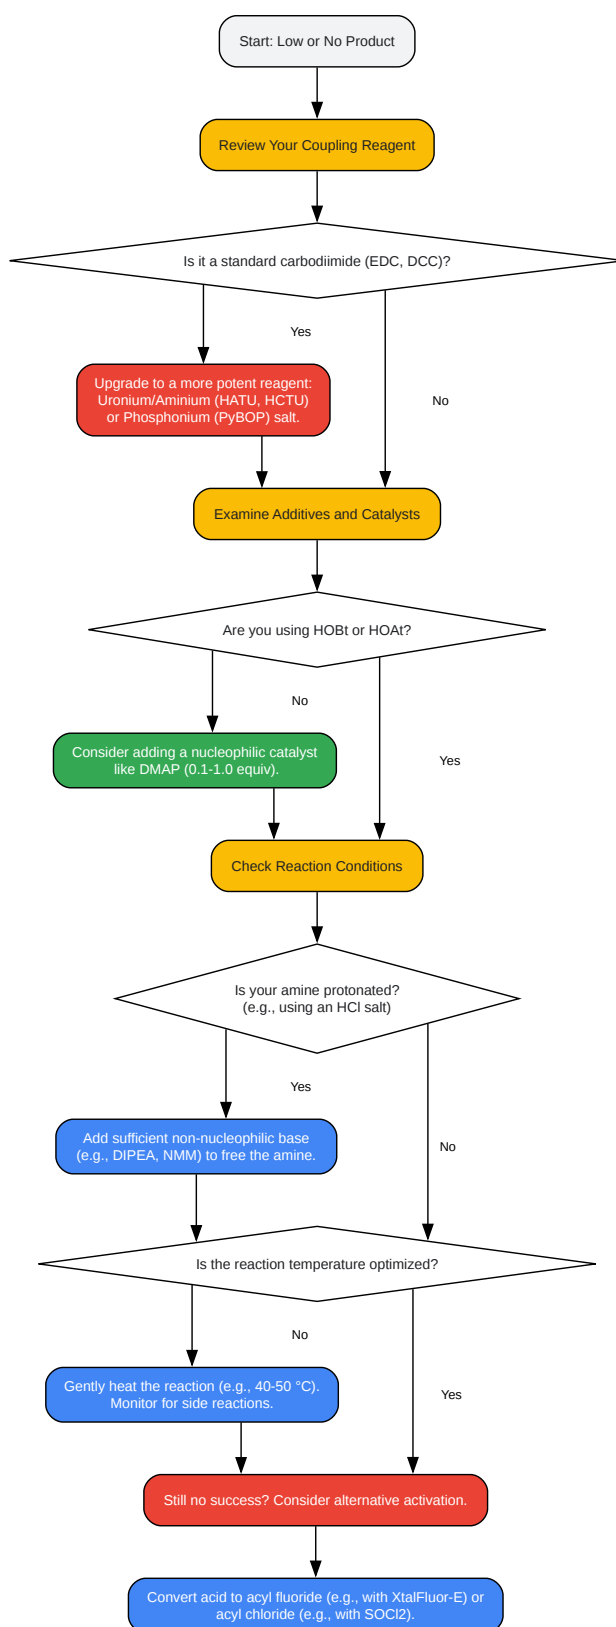 Start: Low or No Product
Review Your Coupling Reagent
Is it a standard carbodiimide (EDC, DCC)?
Yes
Upgrade to a more potent reagent:
Uronium/Aminium (HATU, HCTU)
or Phosphonium (PyBOP) salt.
No
Examine Additives and Catalysts
Are you using HOBt or HOAt?
No
Consider adding a nucleophilic catalyst
like DMAP (0.1-1.0 equiv).
Yes
Check Reaction Conditions
Is your amine protonated?
(e.g., using an HCl salt)
Yes
Add sufficient non-nucleophilic base
(e.g., DIPEA, NMM) to free the amine.
No
Is the reaction temperature optimized?
No
Gently heat the reaction (e.g., 40-50 °C).
Monitor for side reactions.
Yes
Still no success? Consider alternative activation.
Convert acid to acyl fluoride (e.g., with XtalFluor-E) or
acyl chloride (e.g., with SOCl2).